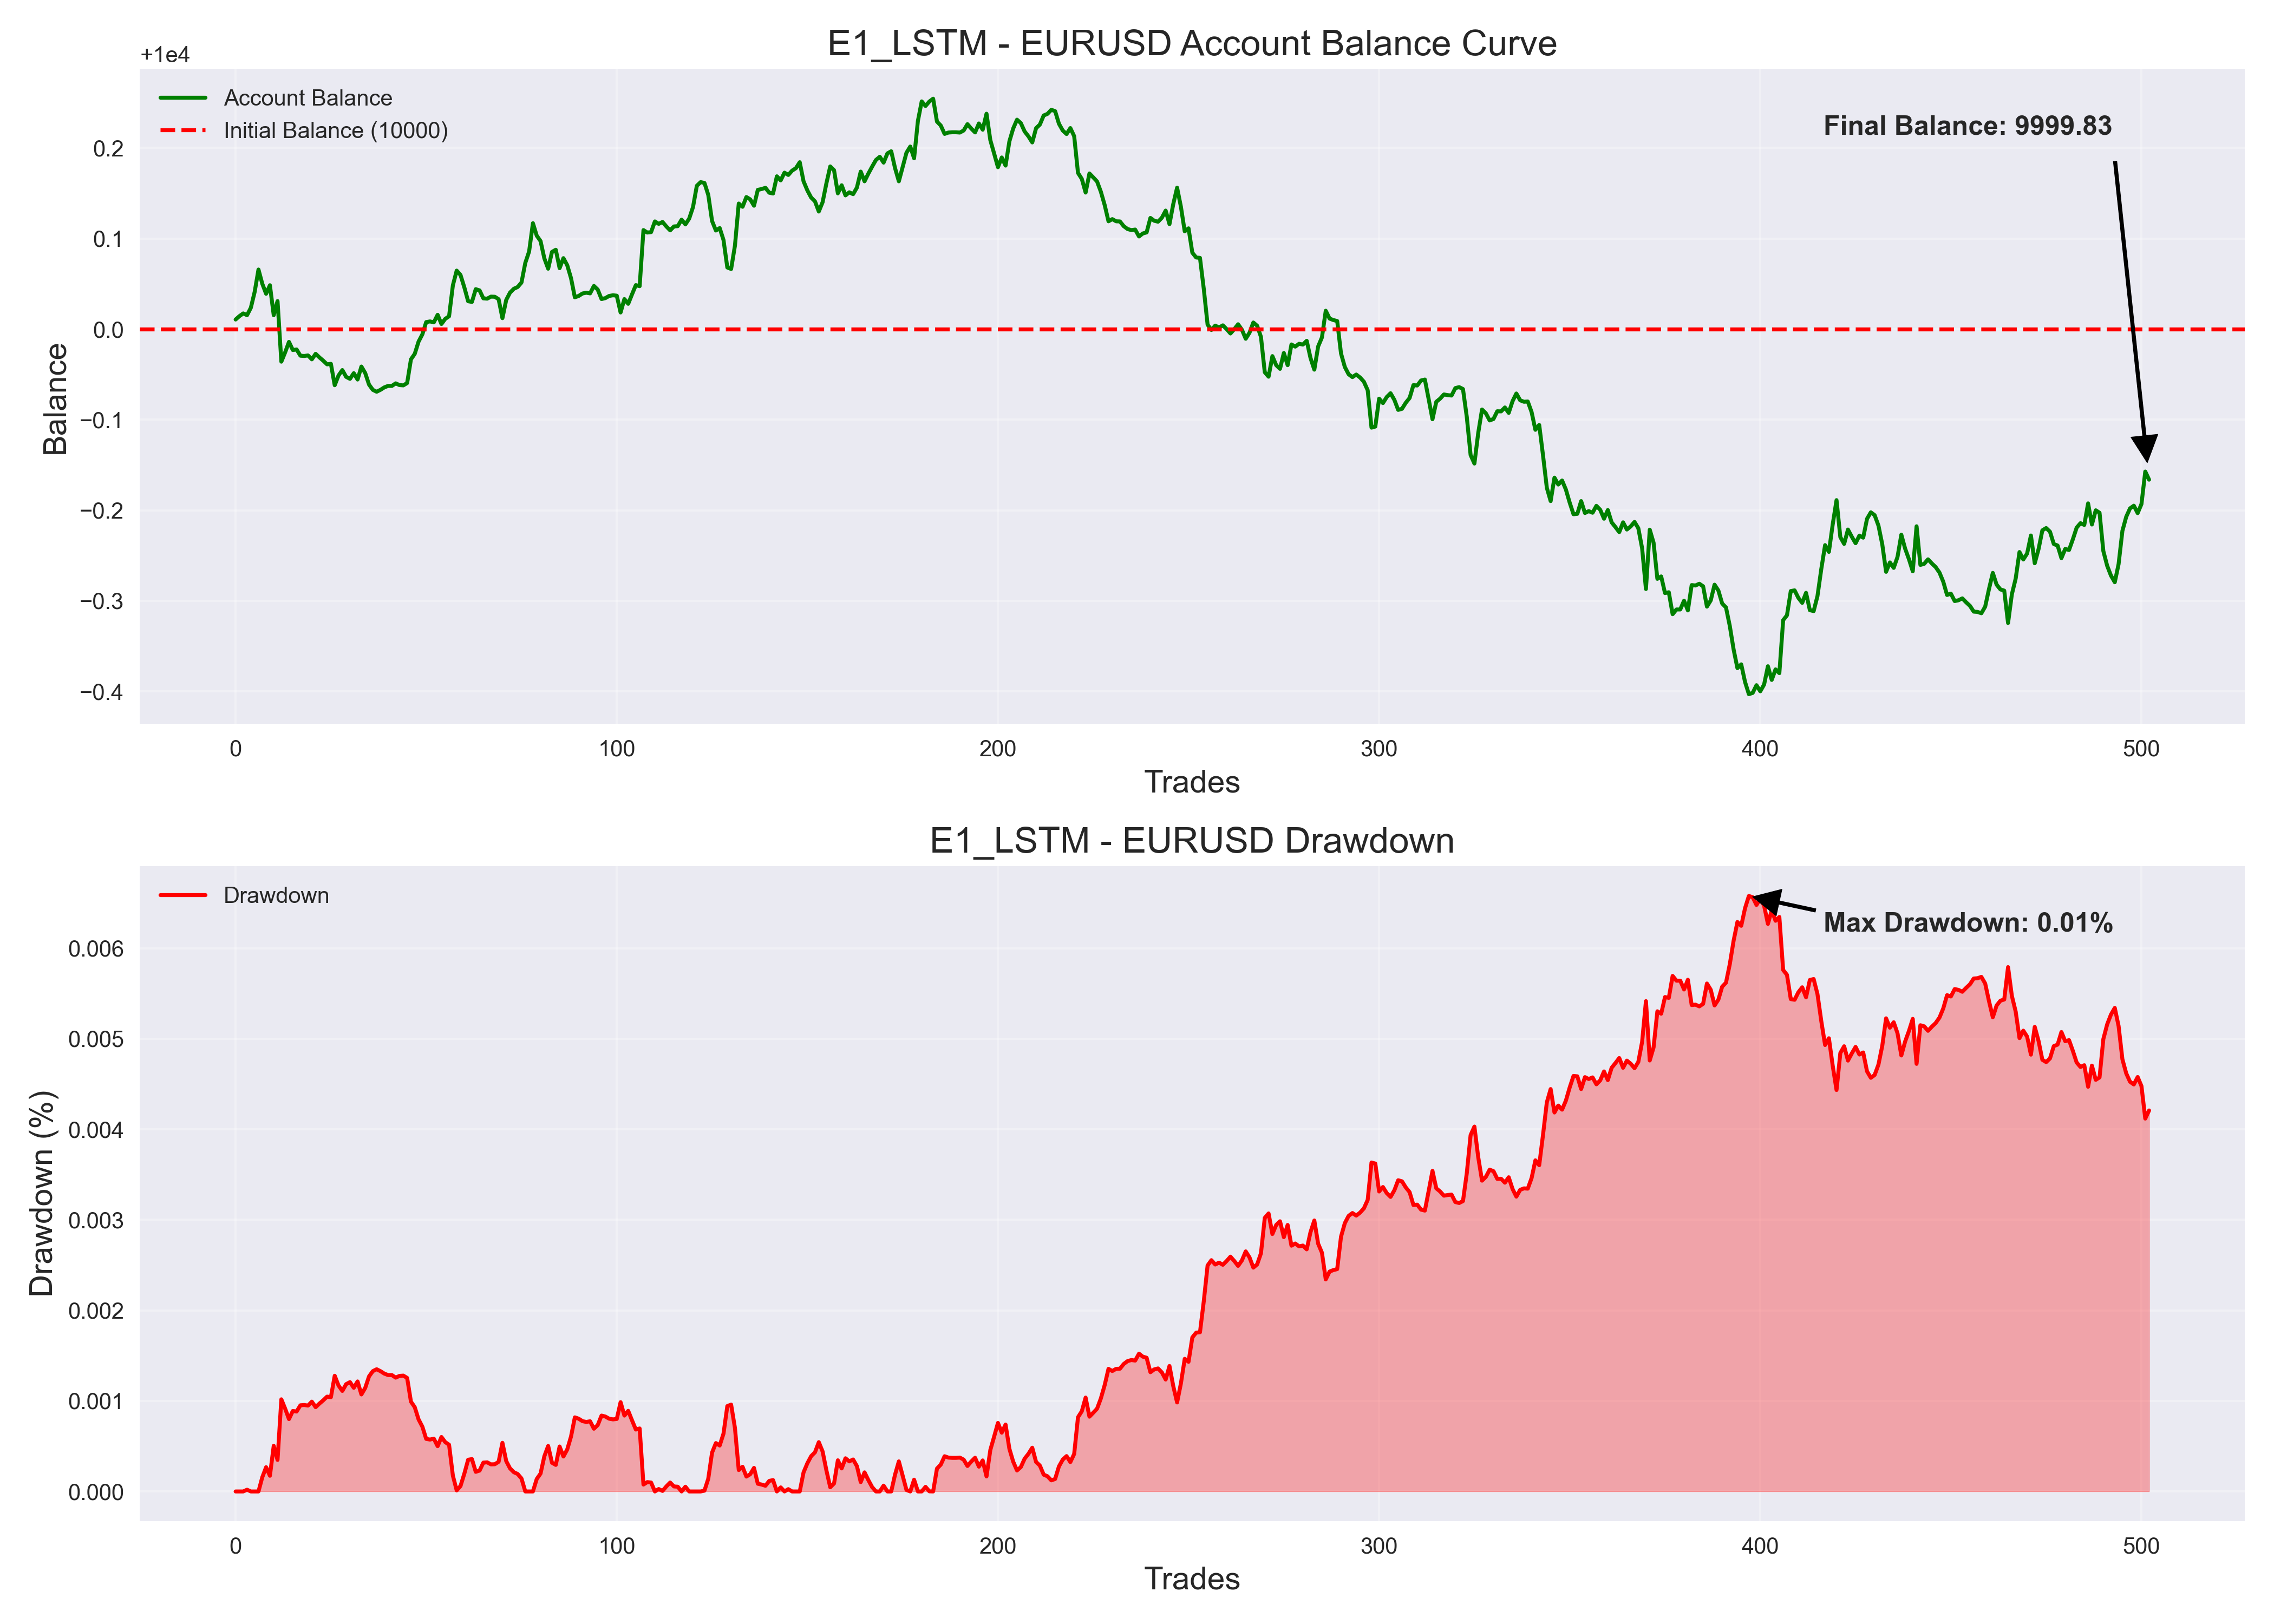 E1_LSTM - EURUSD Account Balance Curve
+1e4
Account Balance
Initial Balance (10000)
Final Balance: 9999.83
0.2
0.1
0.0
−0.1
−0.2
−0.3
−0.4
Balance
0 100 200 300 400 500
Trades
E1_LSTM - EURUSD Drawdown
Drawdown
Max Drawdown: 0.01%
0.006
0.005
0.004
0.003
0.002
0.001
0.000
Drawdown (%)
0 100 200 300 400 500
Trades